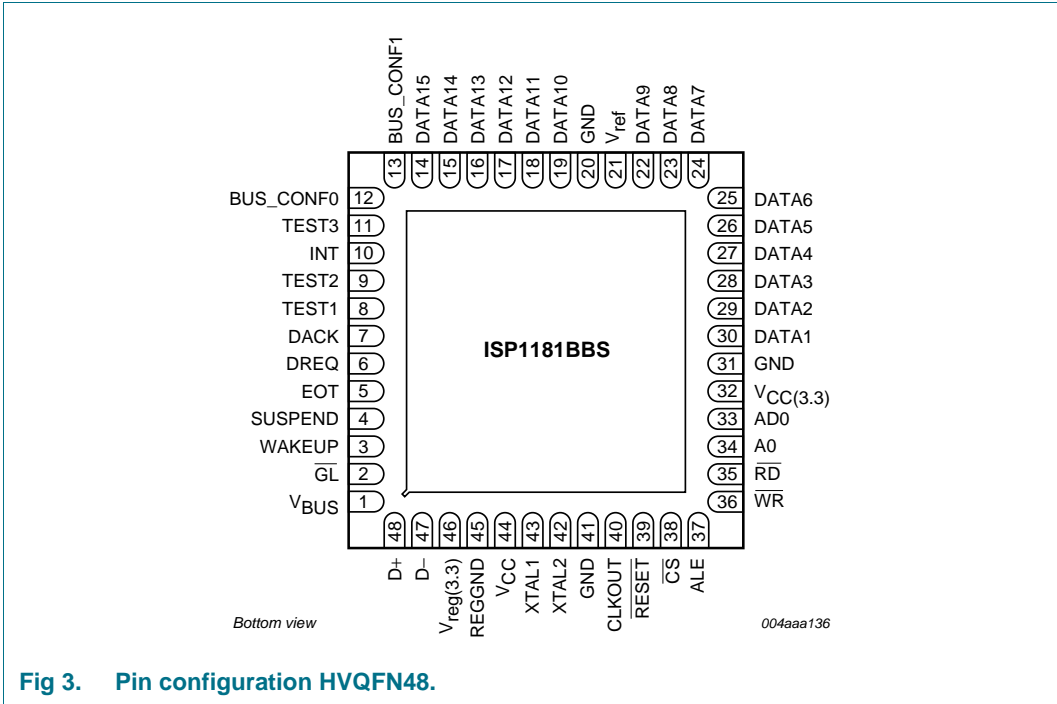 BUS_CONF1
DATA15
DATA14
DATA13
DATA12
DATA11
DATA10
GND
Vref
DATA9
DATA8
DATA7
13 14 15 16 17 18 19 20 21 22 23 24
BUS_CONF0 12 25 DATA6
TEST3 11 26 DATA5
INT 10 27 DATA4
TEST2 9 28 DATA3
TEST1 8 29 DATA2
DACK 7 30 DATA1
ISP1181BBS
DREQ 6 31 GND
EOT 5 32 VCC(3.3)
SUSPEND 4 33 AD0
WAKEUP 3 34 A0
G̅L̅ 2 35 R̅D̅
VBUS 1 36 W̅R̅
48 47 46 45 44 43 42 41 40 39 38 37
D+
D−
Vreg(3.3)
REGGND
VCC
XTAL1
XTAL2
GND
CLKOUT
R̅E̅S̅E̅T̅
C̅S̅
ALE
Bottom view
004aaa136
Fig 3. Pin configuration HVQFN48.